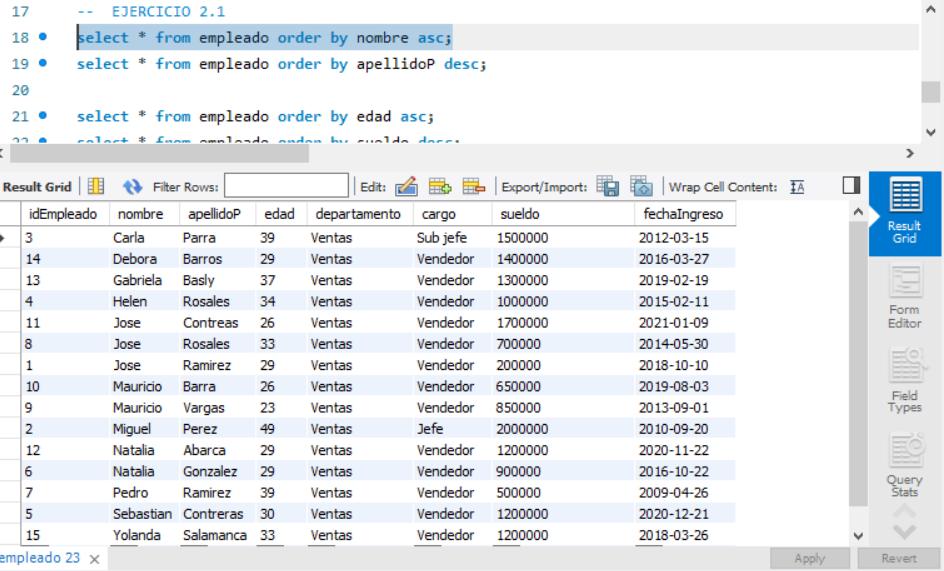 17 -- EJERCICIO 2.1
18 select * from empleado order by nombre asc;
19 select * from empleado order by apellidoP desc;
20
21 select * from empleado order by edad asc;
22 select * from empleado order by sueldo desc;
Result Grid Filter Rows: Edit: Export/Import: Wrap Cell Content: IA
idEmpleado nombre apellidoP edad departamento cargo sueldo fechaIngreso
3 Carla Parra 39 Ventas Sub jefe 1500000 2012-03-15
14 Debora Barros 29 Ventas Vendedor 1400000 2016-03-27
13 Gabriela Basly 37 Ventas Vendedor 1300000 2019-02-19
4 Helen Rosales 34 Ventas Vendedor 1000000 2015-02-11
11 Jose Contreas 26 Ventas Vendedor 1700000 2021-01-09
8 Jose Rosales 33 Ventas Vendedor 700000 2014-05-30
1 Jose Ramirez 29 Ventas Vendedor 200000 2018-10-10
10 Mauricio Barra 26 Ventas Vendedor 650000 2019-08-03
9 Mauricio Vargas 23 Ventas Vendedor 850000 2013-09-01
2 Miguel Perez 49 Ventas Jefe 2000000 2010-09-20
12 Natalia Abarca 29 Ventas Vendedor 1200000 2020-11-22
6 Natalia Gonzalez 29 Ventas Vendedor 900000 2016-10-22
7 Pedro Ramirez 39 Ventas Vendedor 500000 2009-04-26
5 Sebastian Contreras 30 Ventas Vendedor 1200000 2020-12-21
15 Yolanda Salamanca 33 Ventas Vendedor 1200000 2018-03-26
Result
Grid
Form
Editor
Field
Types
Query
Stats
empleado 23 Apply Revert